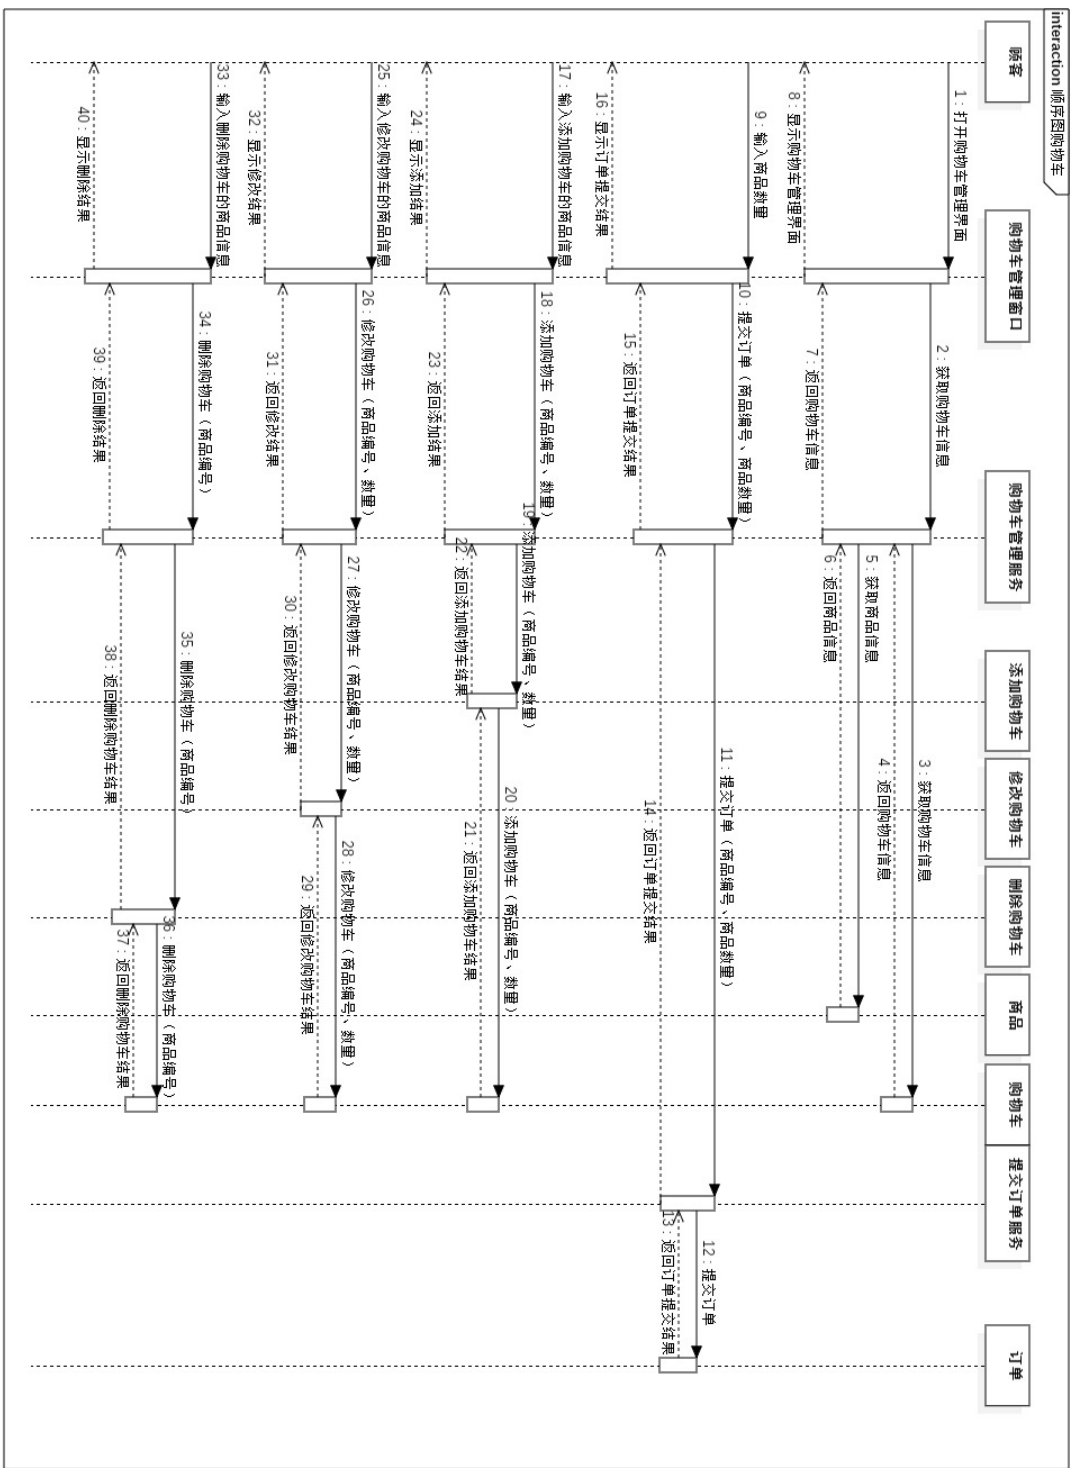 interaction 顺序图购物车
顾客
购物车管理窗口
购物车管理服务
添加购物车
修改购物车
删除购物车
商品
购物车
提交订单服务
订单
1：打开购物车管理界面
2：获取购物车信息
3：获取购物车信息
4：返回购物车信息
5：获取商品信息
6：返回商品信息
7：返回购物车信息
8：显示购物车管理界面
9：输入商品数量
10：提交订单（商品编号、商品数量）
11：提交订单（商品编号、商品数量）
12：提交订单
13：返回订单提交结果
14：返回订单提交结果
15：返回订单提交结果
16：显示订单提交结果
17：输入添加购物车的商品信息
18：添加购物车（商品编号、数量）
19：添加购物车（商品编号、数量）
20：添加购物车（商品编号、数量）
21：返回添加购物车结果
22：返回添加购物车结果
23：返回添加结果
24：显示添加结果
25：输入修改购物车的商品信息
26：修改购物车（商品编号、数量）
27：修改购物车（商品编号、数量）
28：修改购物车（商品编号、数量）
29：返回修改购物车结果
30：返回修改购物车结果
31：返回修改结果
32：显示修改结果
33：输入删除购物车的商品信息
34：删除购物车（商品编号）
35：删除购物车（商品编号）
36：删除购物车（商品编号）
37：返回删除购物车结果
38：返回删除购物车结果
39：返回删除结果
40：显示删除结果